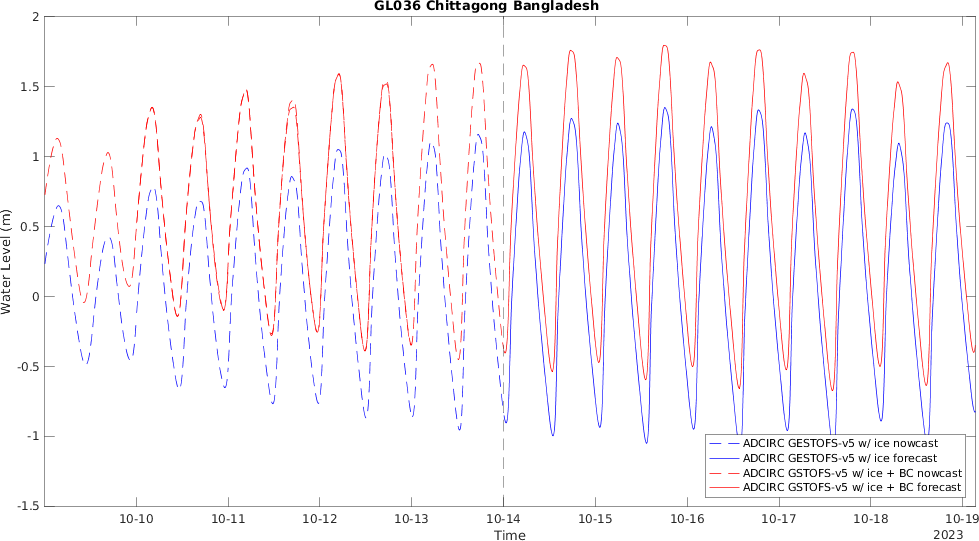 GL036 Chittagong Bangladesh
2
1.5
1
0.5
0
-0.5
-1
-1.5
Water Level (m)
ADCIRC GESTOFS-v5 w/ ice nowcast
ADCIRC GESTOFS-v5 w/ ice forecast
ADCIRC GSTOFS-v5 w/ ice + BC nowcast
ADCIRC GSTOFS-v5 w/ ice + BC forecast
10-10 10-11 10-12 10-13 10-14 10-15 10-16 10-17 10-18 10-19
Time
2023